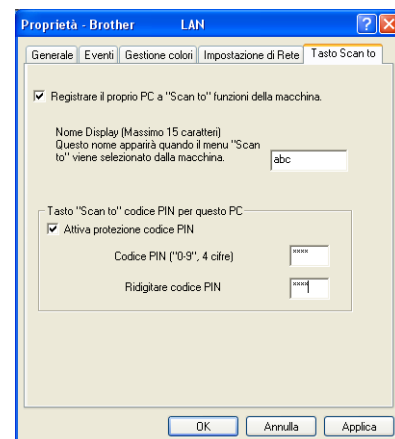 Proprietà - Brother LAN
Generale Eventi Gestione colori Impostazione di Rete Tasto Scan to
Registrare il proprio PC a "Scan to" funzioni della macchina.
Nome Display (Massimo 15 caratteri)
Questo nome apparirà quando il menu "Scan
to" viene selezionato dalla macchina.
abc
Tasto "Scan to" codice PIN per questo PC
Attiva protezione codice PIN
Codice PIN ("0-9", 4 cifre) ****
Ridigitare codice PIN ****
OK Annulla Applica